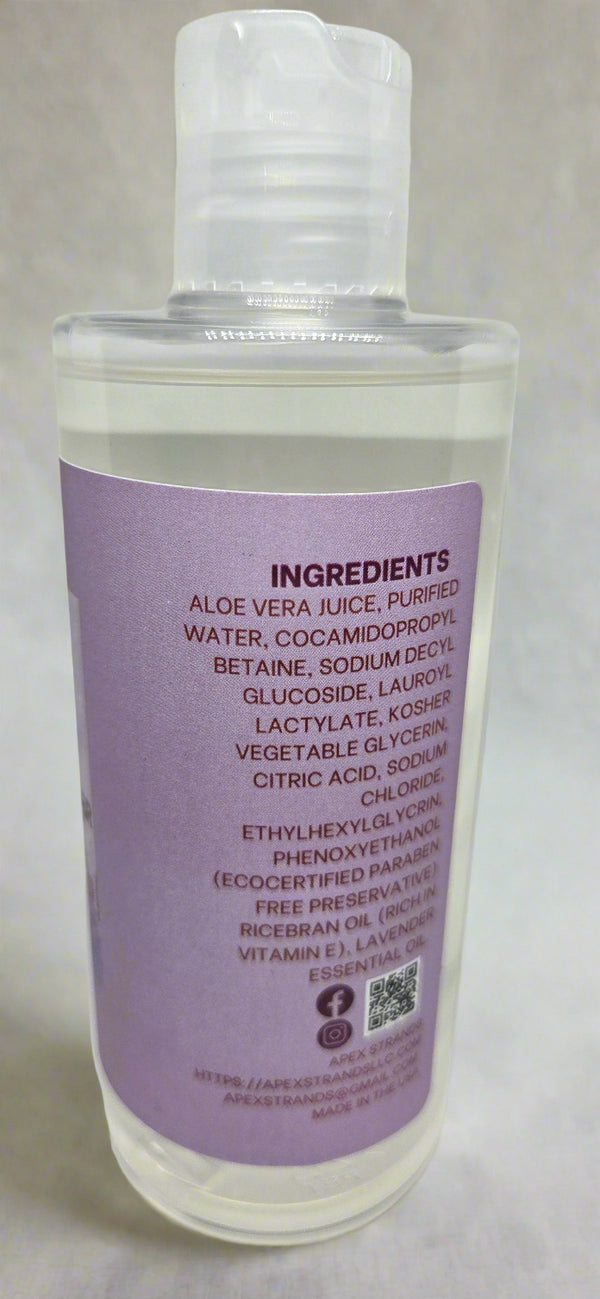 INGREDIENTS
ALOE VERA JUICE, PURIFIED
WATER, COCAMIDOPROPYL
BETAINE, SODIUM DECYL
GLUCOSIDE, LAUROYL
LACTYLATE, KOSHER
VEGETABLE GLYCERIN,
CITRIC ACID, SODIUM
CHLORIDE,
ETHYLHEXYLGLYCRIN,
PHENOXYETHANOL
(ECOCERTIFIED PARABEN
FREE PRESERVATIVE)
RICEBRAN OIL (RICH IN
VITAMIN E), LAVENDER
ESSENTIAL OIL
APEX STRANDS
HTTPS://APEXSTRANDSLLC.COM
APEXSTRANDS@GMAIL.COM
MADE IN THE USA